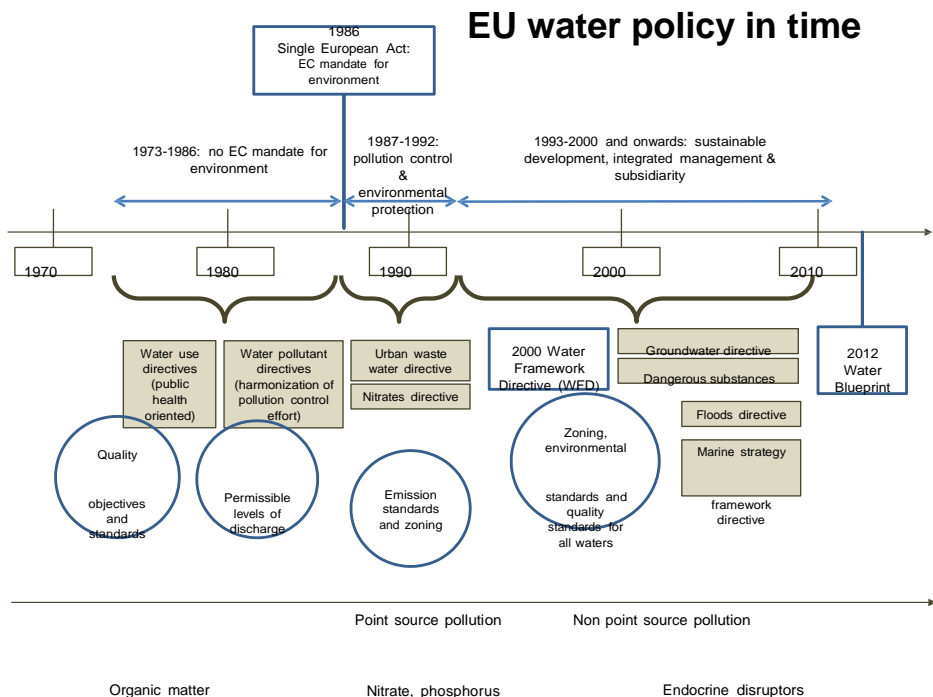 EU water policy in time
1986
Single European Act:
EC mandate for
environment
1973-1986: no EC mandate for
environment
1987-1992:
pollution control
&
environmental
protection
1993-2000 and onwards: sustainable
development, integrated management &
subsidiarity
1970
1980
1990
2000
2010
Water use
directives
(public
health
oriented)
Water pollutant
directives
(harmonization of
pollution control
effort)
Urban waste
water directive
Nitrates directive
2000 Water
Framework
Directive (WFD)
Groundwater directive
Dangerous substances
Floods directive
Marine strategy
framework
directive
2012
Water
Blueprint
Quality
objectives
and
standards
Permissible
levels of
discharge
Emission
standards
and zoning
Zoning,
environmental
standards and
quality
standards for
all waters
Point source pollution
Non point source pollution
Organic matter
Nitrate, phosphorus
Endocrine disruptors